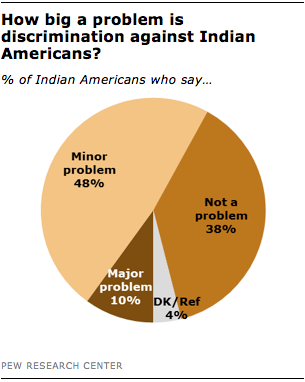 How big a problem is
discrimination against Indian
Americans?
% of Indian Americans who say…
Minor
problem
48%
Not a
problem
38%
Major
problem
10%
DK/Ref
4%
PEW RESEARCH CENTER